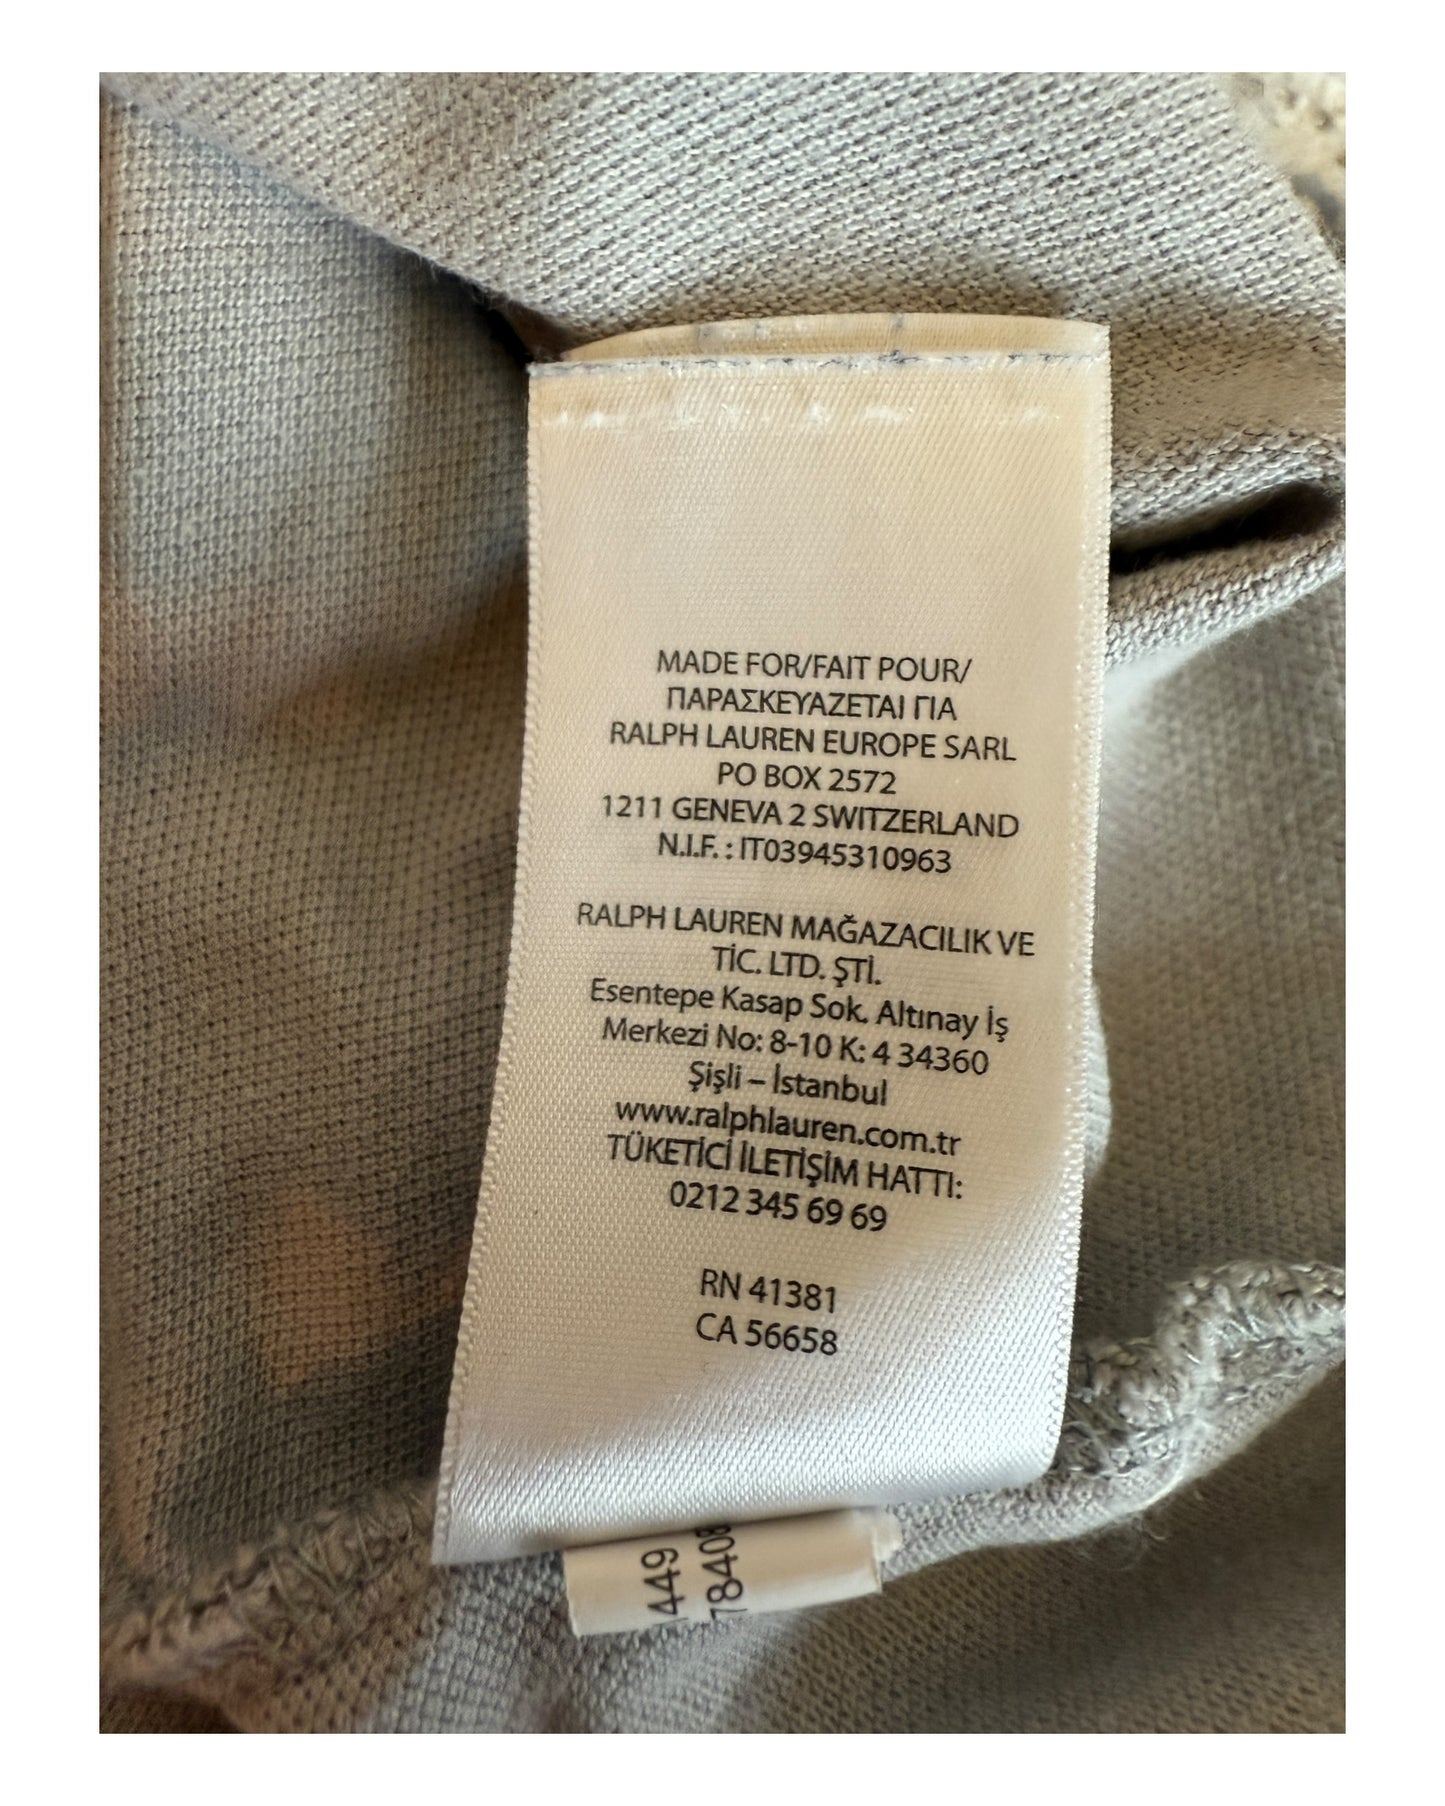 MADE FOR/FAIT POUR/
ΠΑΡΑΣΚΕΥΑΖΕΤΑΙ ΓΙΑ
RALPH LAUREN EUROPE SARL
PO BOX 2572
1211 GENEVA 2 SWITZERLAND
N.I.F. : IT03945310963
RALPH LAUREN MAĞAZACILIK VE
TİC. LTD. ŞTİ.
Esentepe Kasap Sok. Altınay İş
Merkezi No: 8-10 K: 4 34360
Şişli – İstanbul
www.ralphlauren.com.tr
TÜKETİCİ İLETİŞİM HATTI:
0212 345 69 69
RN 41381
CA 56658